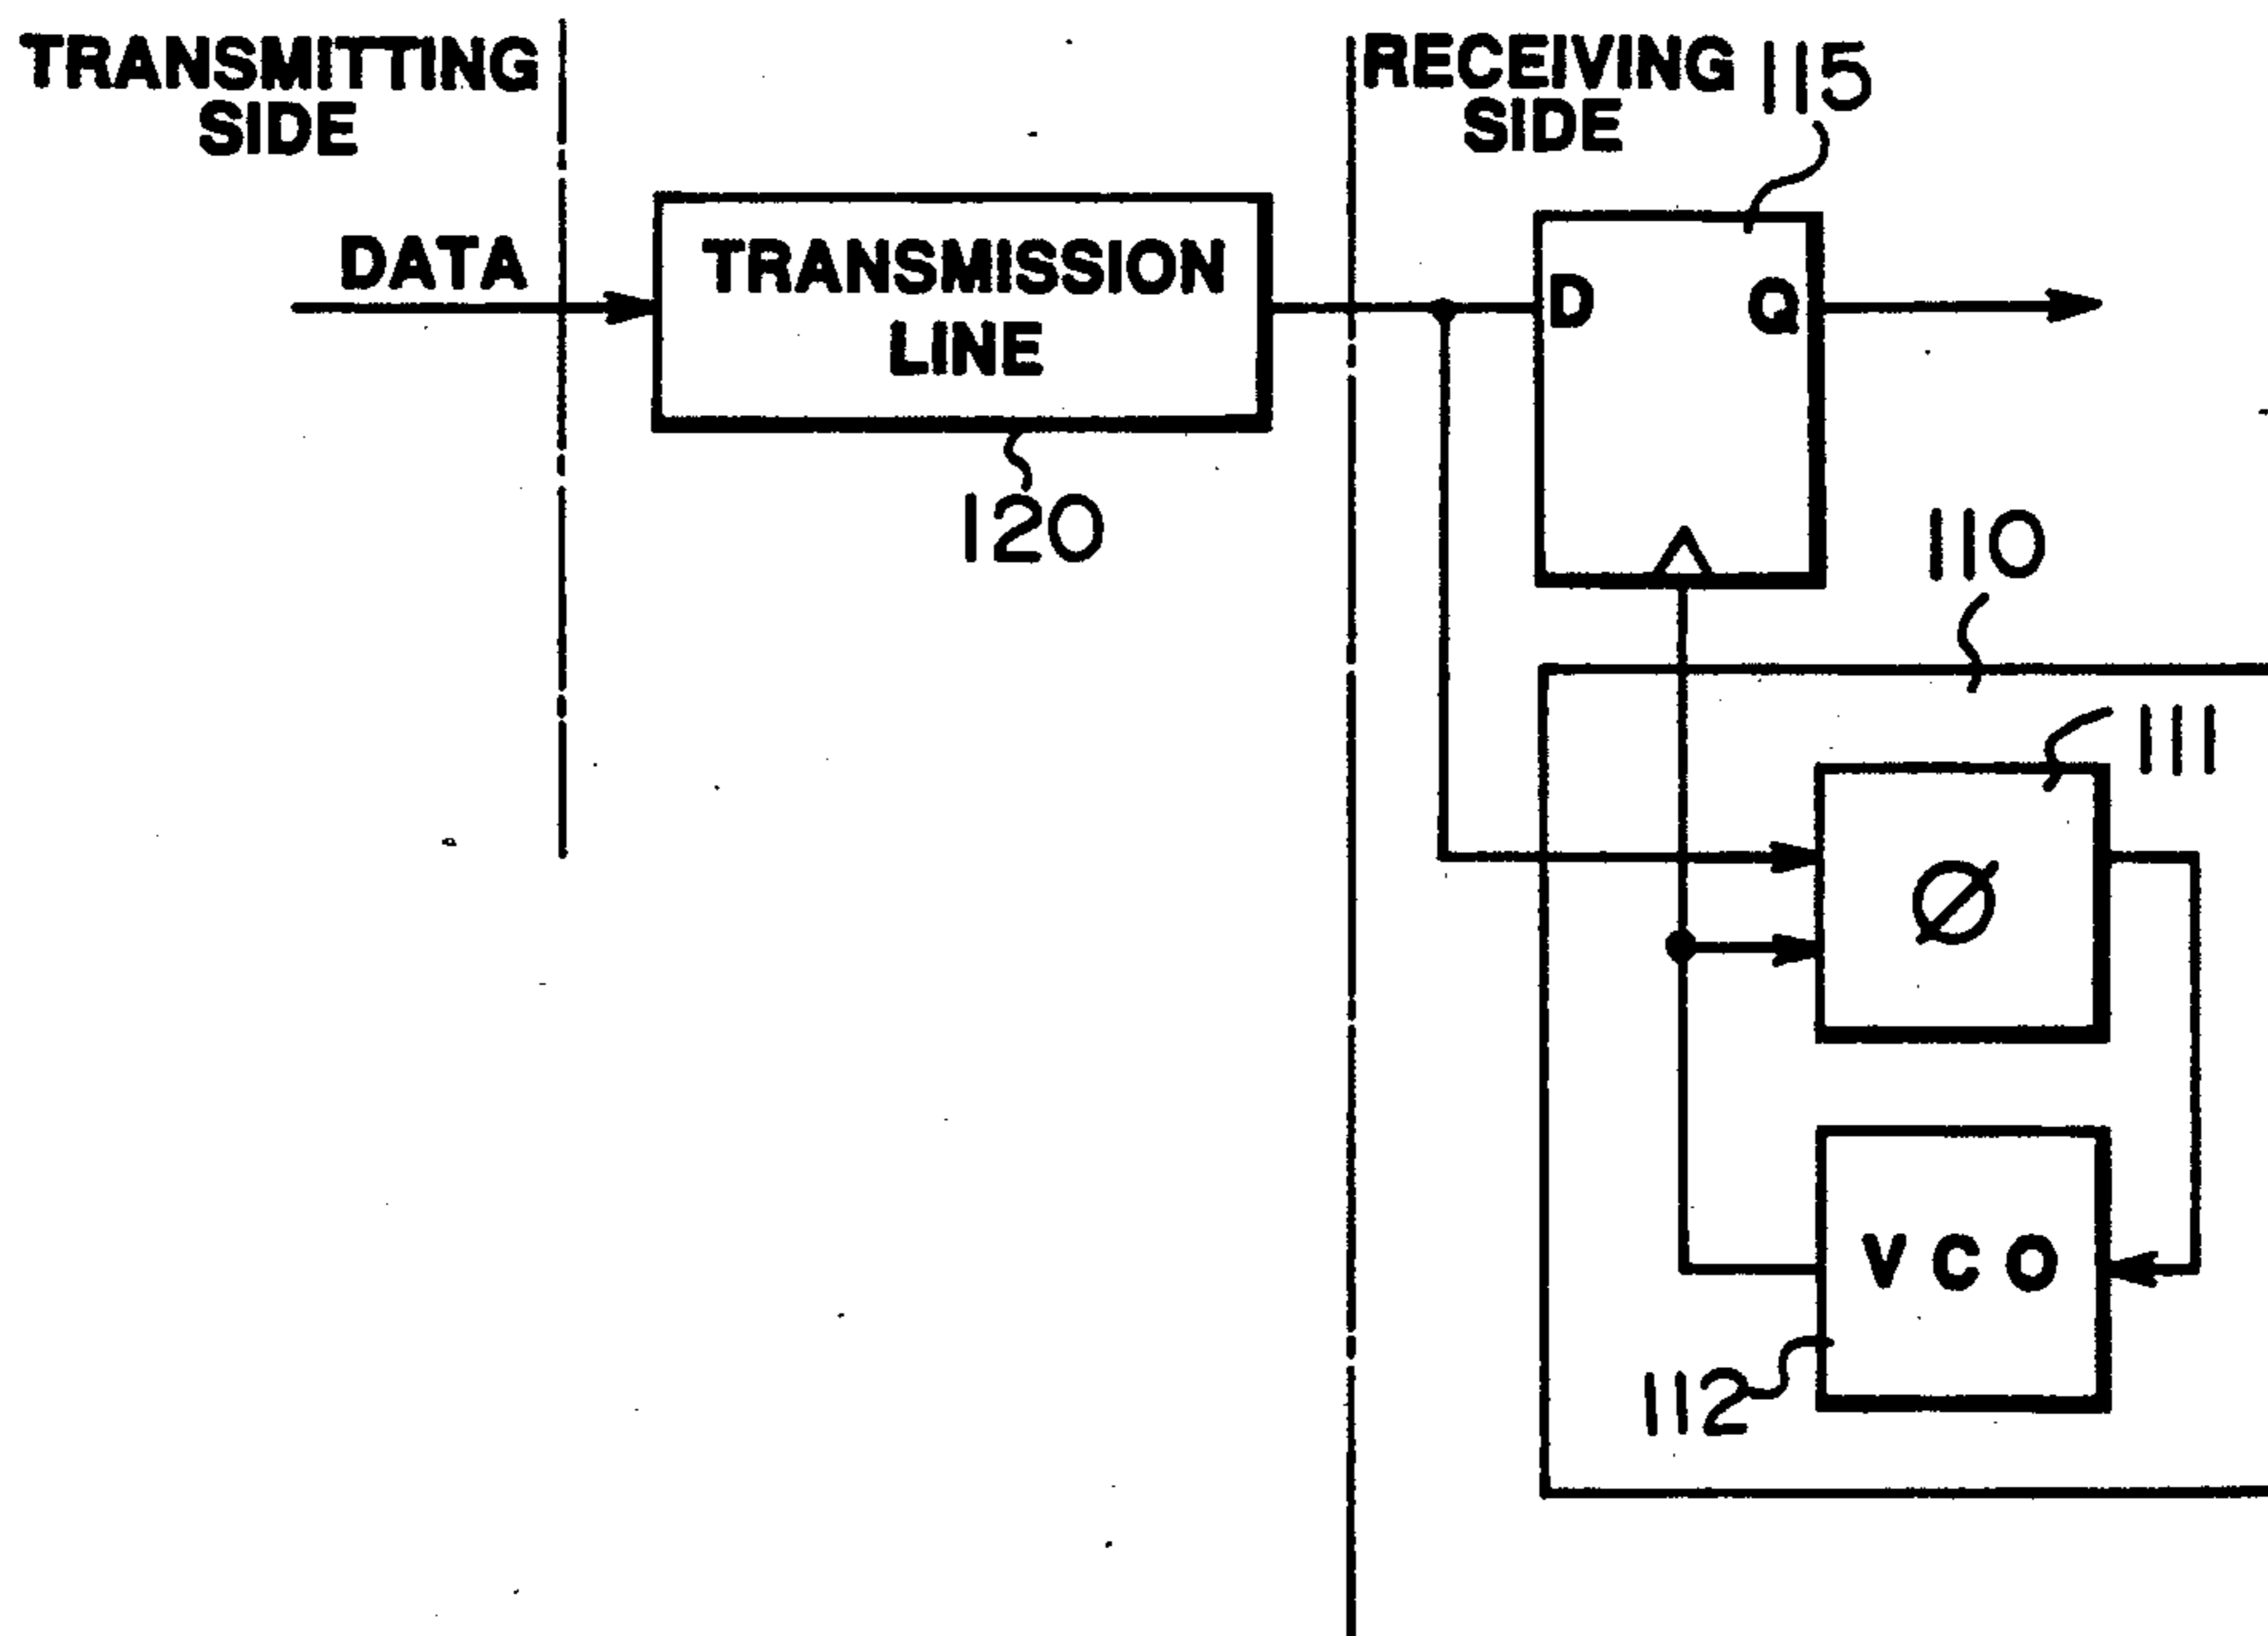 TRANSMITTING
SIDE
RECEIVING
SIDE
115
DATA
TRANSMISSION
LINE
D
Q
120
110
111
Ø
VCO
112